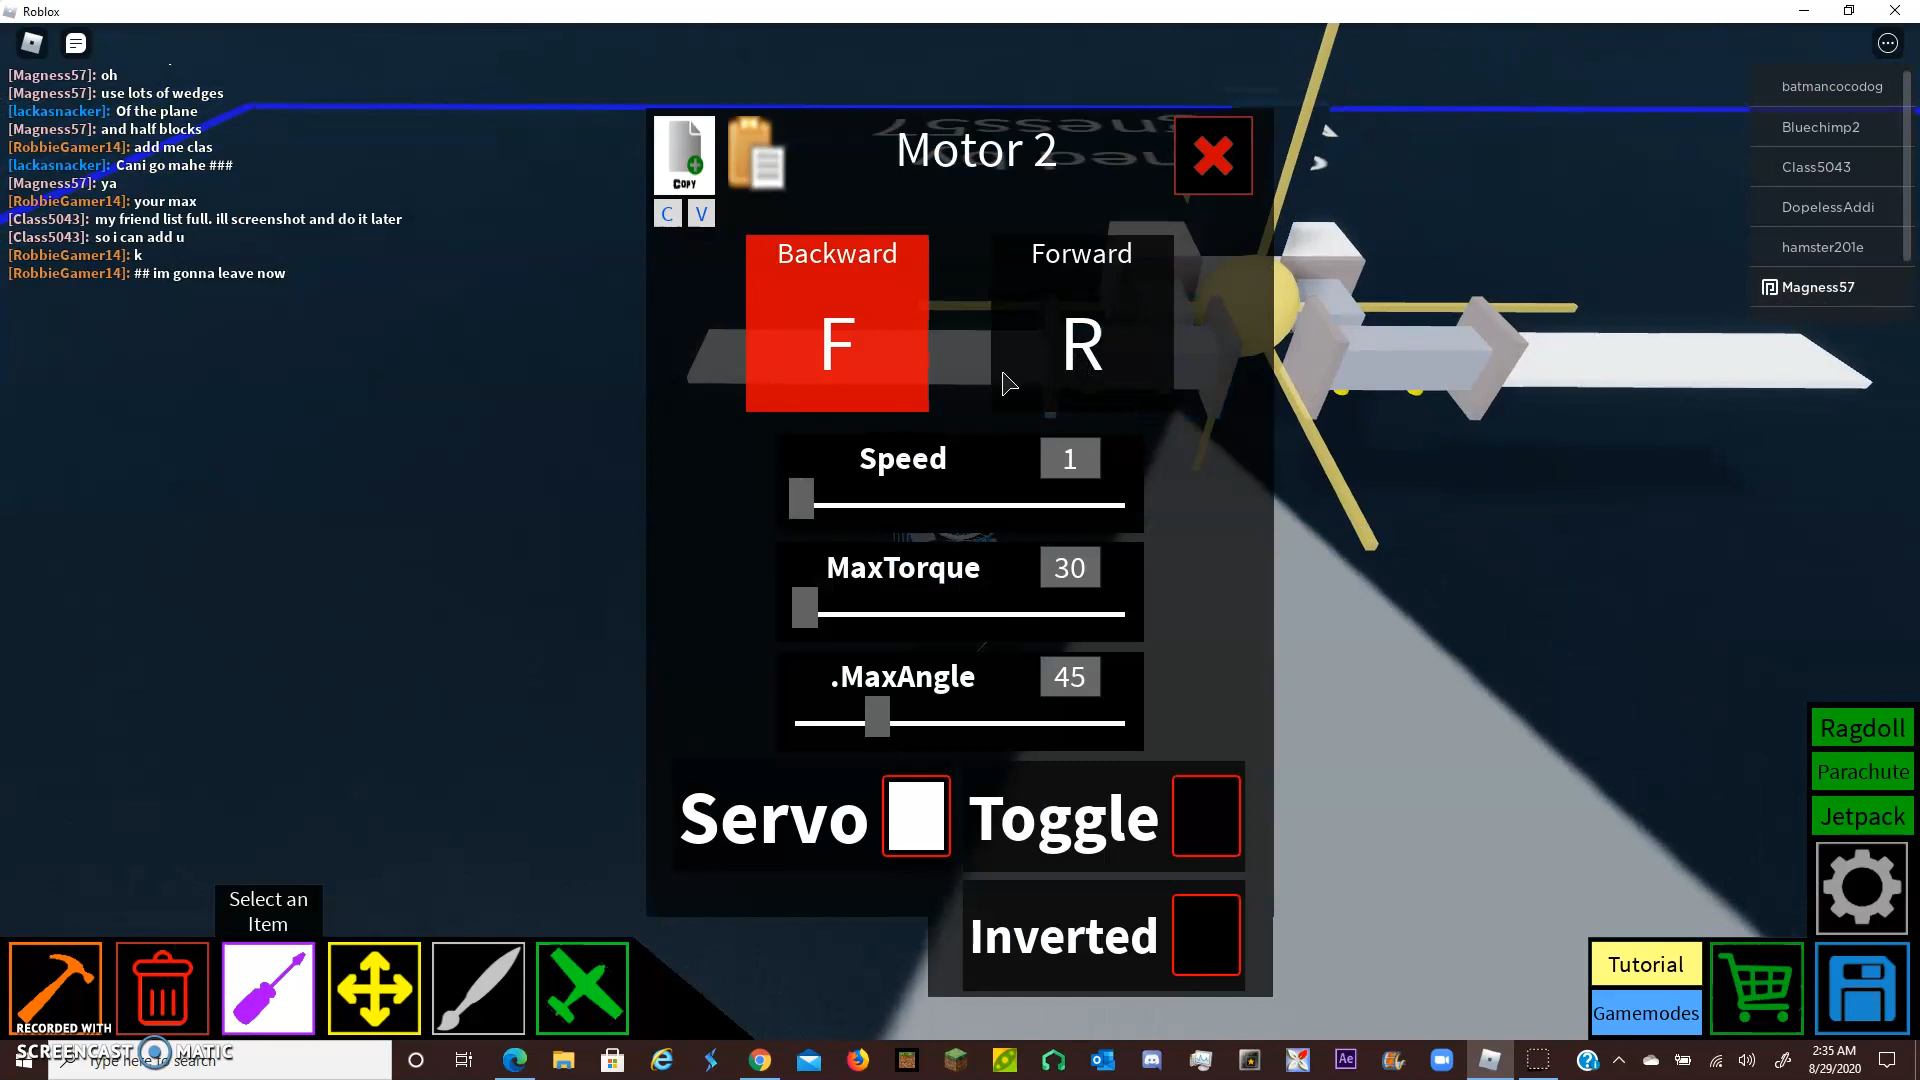 Roblox
[Magness57]: oh
[Magness57]: use lots of wedges
[lackasnacker]: Of the plane
[Magness57]: and half blocks
[RobbieGamer14]: add me clas
[lackasnacker]: Cani go mahe ###
[Magness57]: ya
[RobbieGamer14]: your max
[Class5043]: my friend list full. ill screenshot and do it later
[Class5043]: so i can add u
[RobbieGamer14]: k
[RobbieGamer14]: ## im gonna leave now
Copy
C V
Motor 2
Backward
F
Forward
R
Speed 1
MaxTorque 30
.MaxAngle 45
Servo
Toggle
Inverted
batmancocodog
Bluechimp2
Class5043
DopelessAddi
hamster201e
Magness57
Ragdoll
Parachute
Jetpack
Select an
Item
Tutorial
Gamemodes
RECORDED WITH
SCREENCAST MATIC
Type here to search
Ae
2:35 AM
8/29/2020